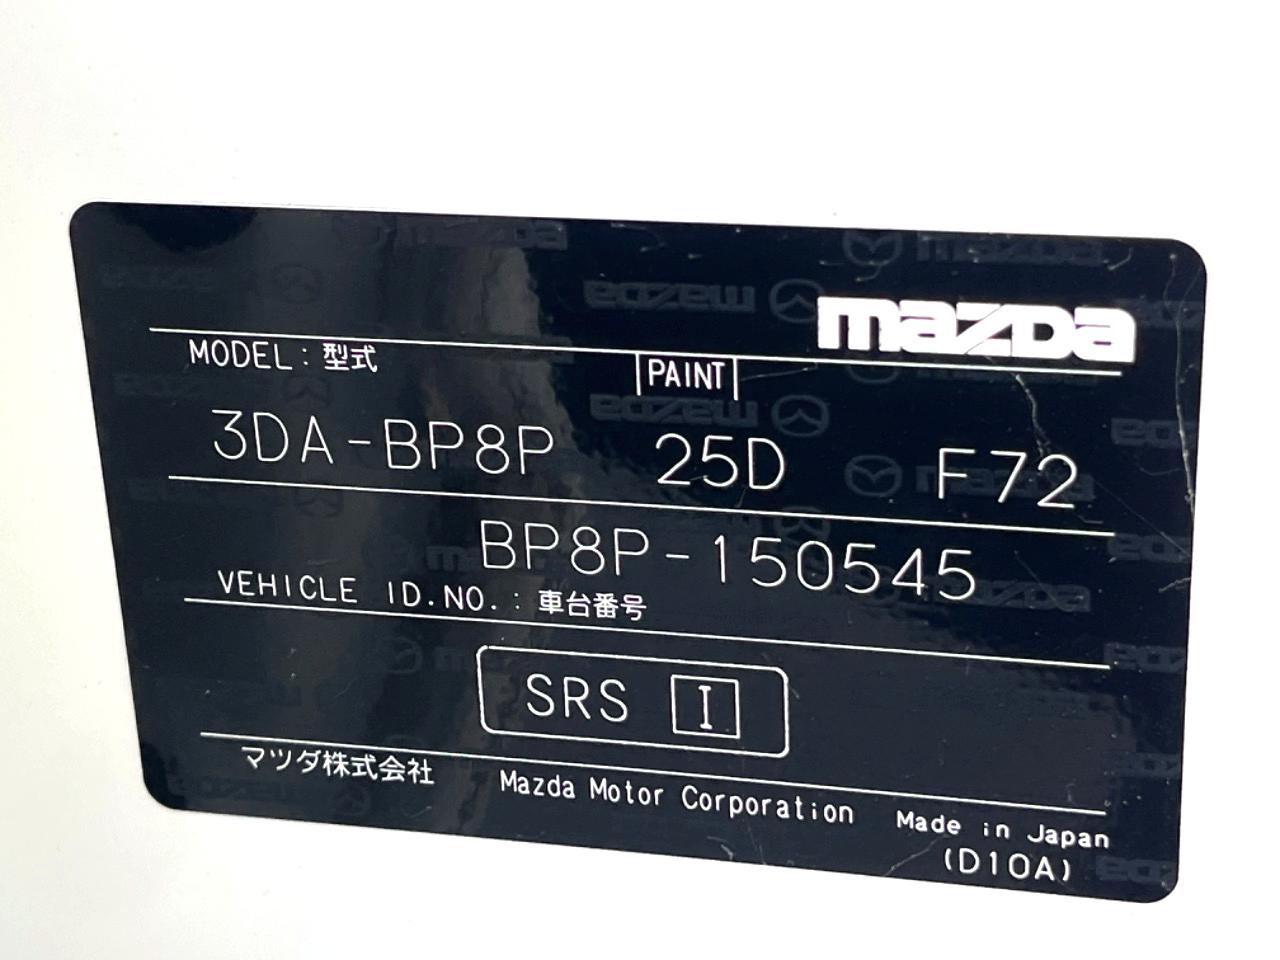 mazda
MODEL : 型式 PAINT
3DA-BP8P 25D F72
BP8P-150545
VEHICLE ID.NO. : 車台番号
SRS I
マツダ株式会社 Mazda Motor Corporation Made in Japan
(D10A)